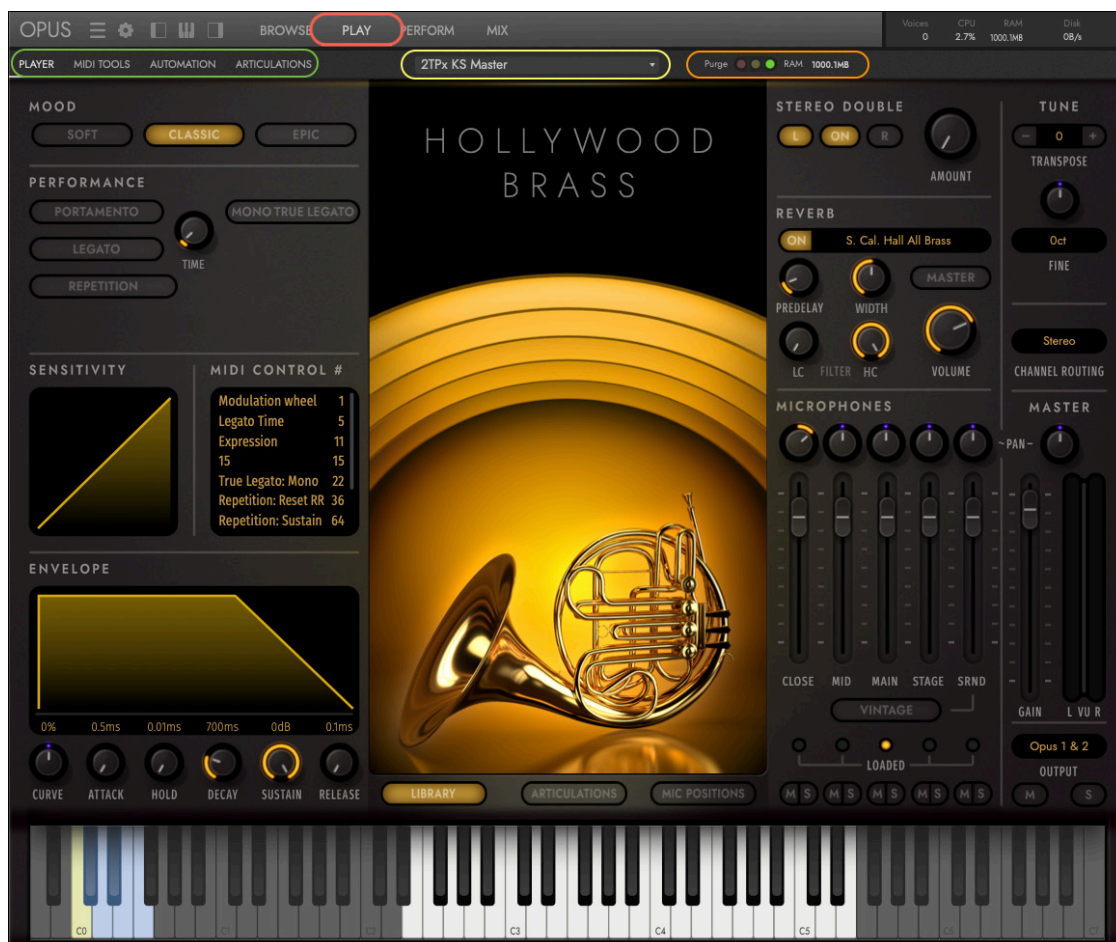 OPUS BROWSE PLAY PERFORM MIX
Voices CPU RAM Disk
0 2.7% 1000.1MB 0B/s
PLAYER MIDI TOOLS AUTOMATION ARTICULATIONS
2TPx KS Master
Purge RAM 1000.1MB
MOOD
SOFT CLASSIC EPIC
PERFORMANCE
PORTAMENTO MONO TRUE LEGATO
LEGATO
TIME
REPETITION
SENSITIVITY
MIDI CONTROL #
Modulation wheel 1
Legato Time 5
Expression 11
15 15
True Legato: Mono 22
Repetition: Reset RR 36
Repetition: Sustain 64
ENVELOPE
0% 0.5ms 0.01ms 700ms 0dB 0.1ms
CURVE ATTACK HOLD DECAY SUSTAIN RELEASE
HOLLYWOOD
BRASS
LIBRARY ARTICULATIONS MIC POSITIONS
STEREO DOUBLE
L ON R
AMOUNT
REVERB
ON S. Cal. Hall All Brass
MASTER
PREDELAY WIDTH
LC FILTER HC VOLUME
MICROPHONES
~PAN~
CLOSE MID MAIN STAGE SRND
VINTAGE
LOADED
M S M S M S M S M S
TUNE
- 0 +
TRANSPOSE
0ct
FINE
Stereo
CHANNEL ROUTING
MASTER
GAIN L VU R
Opus 1 & 2
OUTPUT
M S
C0 C1 C2 C3 C4 C5 C6 C7